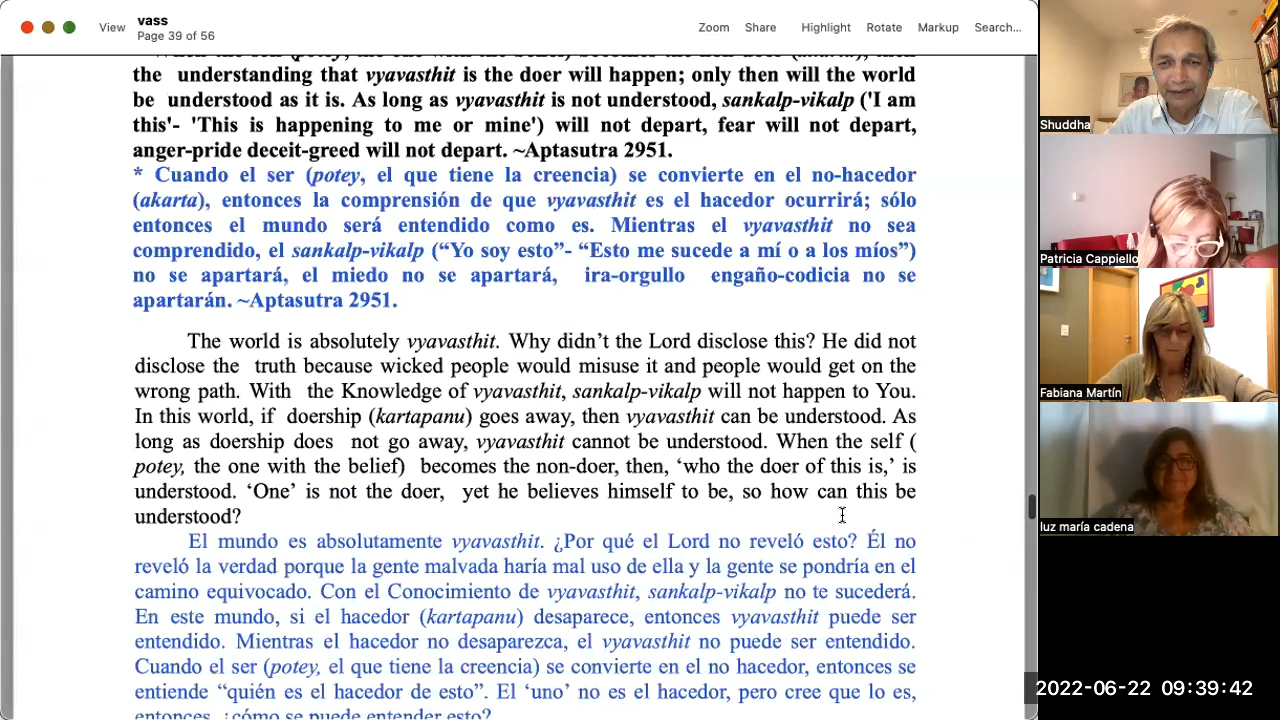 View
vass
Page 39 of 56
Zoom
Share
Highlight
Rotate
Markup
Search...
the understanding that vyavasthit is the doer will happen; only then will the world
be understood as it is. As long as vyavasthit is not understood, sankalp-vikalp ('I am
this'- 'This is happening to me or mine') will not depart, fear will not depart,
anger-pride deceit-greed will not depart. ~Aptasutra 2951.
* Cuando el ser (potey, el que tiene la creencia) se convierte en el no-hacedor
(akarta), entonces la comprensión de que vyavasthit es el hacedor ocurrirá; sólo
entonces el mundo será entendido como es. Mientras el vyavasthit no sea
comprendido, el sankalp-vikalp (“Yo soy esto”- “Esto me sucede a mí o a los míos”)
no se apartará, el miedo no se apartará, ira-orgullo engaño-codicia no se
apartarán. ~Aptasutra 2951.
The world is absolutely vyavasthit. Why didn’t the Lord disclose this? He did not
disclose the truth because wicked people would misuse it and people would get on the
wrong path. With the Knowledge of vyavasthit, sankalp-vikalp will not happen to You.
In this world, if doership (kartapanu) goes away, then vyavasthit can be understood. As
long as doership does not go away, vyavasthit cannot be understood. When the self (
potey, the one with the belief) becomes the non-doer, then, ‘who the doer of this is,’ is
understood. ‘One’ is not the doer, yet he believes himself to be, so how can this be
understood?
El mundo es absolutamente vyavasthit. ¿Por qué el Lord no reveló esto? Él no
reveló la verdad porque la gente malvada haría mal uso de ella y la gente se pondría en el
camino equivocado. Con el Conocimiento de vyavasthit, sankalp-vikalp no te sucederá.
En este mundo, si el hacedor (kartapanu) desaparece, entonces vyavasthit puede ser
entendido. Mientras el hacedor no desaparezca, el vyavasthit no puede ser entendido.
Cuando el ser (potey, el que tiene la creencia) se convierte en el no hacedor, entonces se
entiende “quién es el hacedor de esto”. El ‘uno’ no es el hacedor, pero cree que lo es,
entonces, ¿cómo se puede entender esto?
Shuddha
Patricia Cappiello
Fabiana Martín
luz maría cadena
2022-06-22 09:39:42